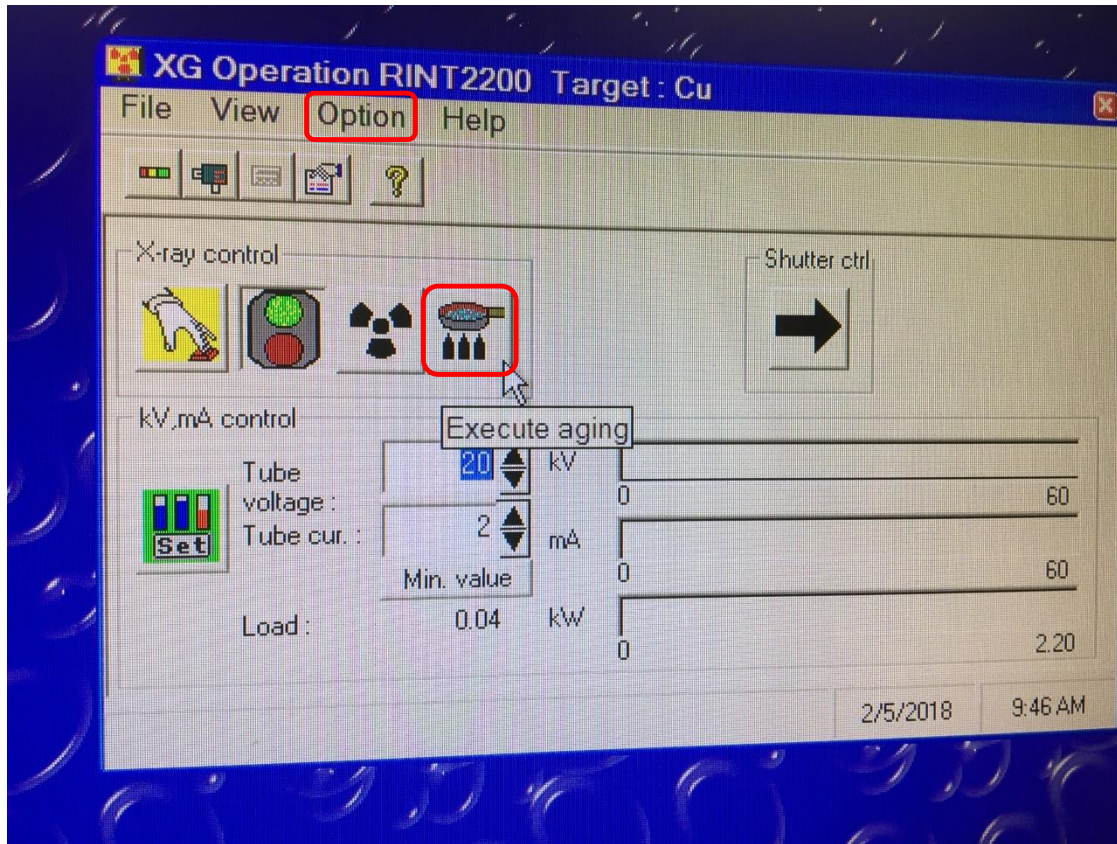 XG Operation RINT2200 Target : Cu
File View Option Help
X-ray control
Shutter ctrl
Execute aging
kV,mA control
Tube voltage :
20
kV
0
60
Set
Tube cur. :
2
mA
0
60
Min. value
Load :
0.04
kW
0
2.20
2/5/2018
9:46 AM